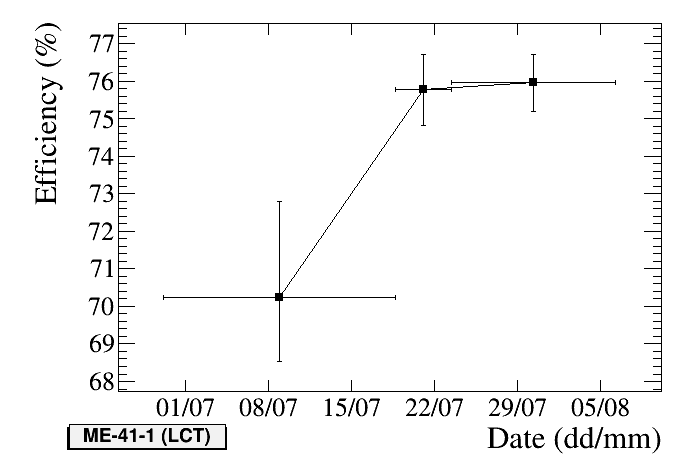 Efficiency (%)
77
76
75
74
73
72
71
70
69
68
01/07 08/07 15/07 22/07 29/07 05/08
ME-41-1 (LCT)
Date (dd/mm)